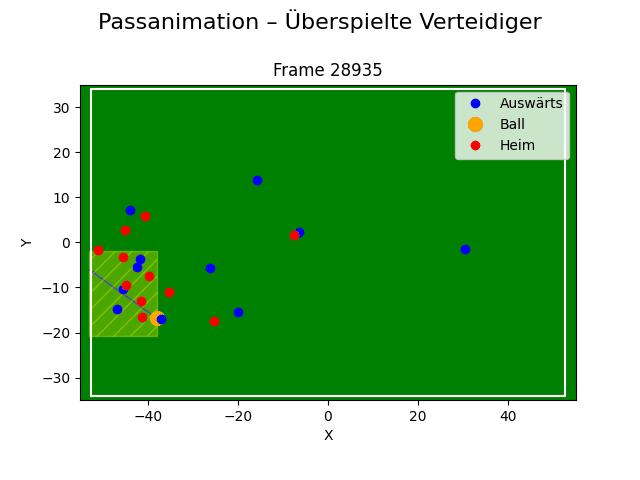 Passanimation – Überspielte Verteidiger
Frame 28935
Auswärts
Ball
Heim
30
20
10
0
−10
−20
−30
Y
−40
−20
0
20
40
X